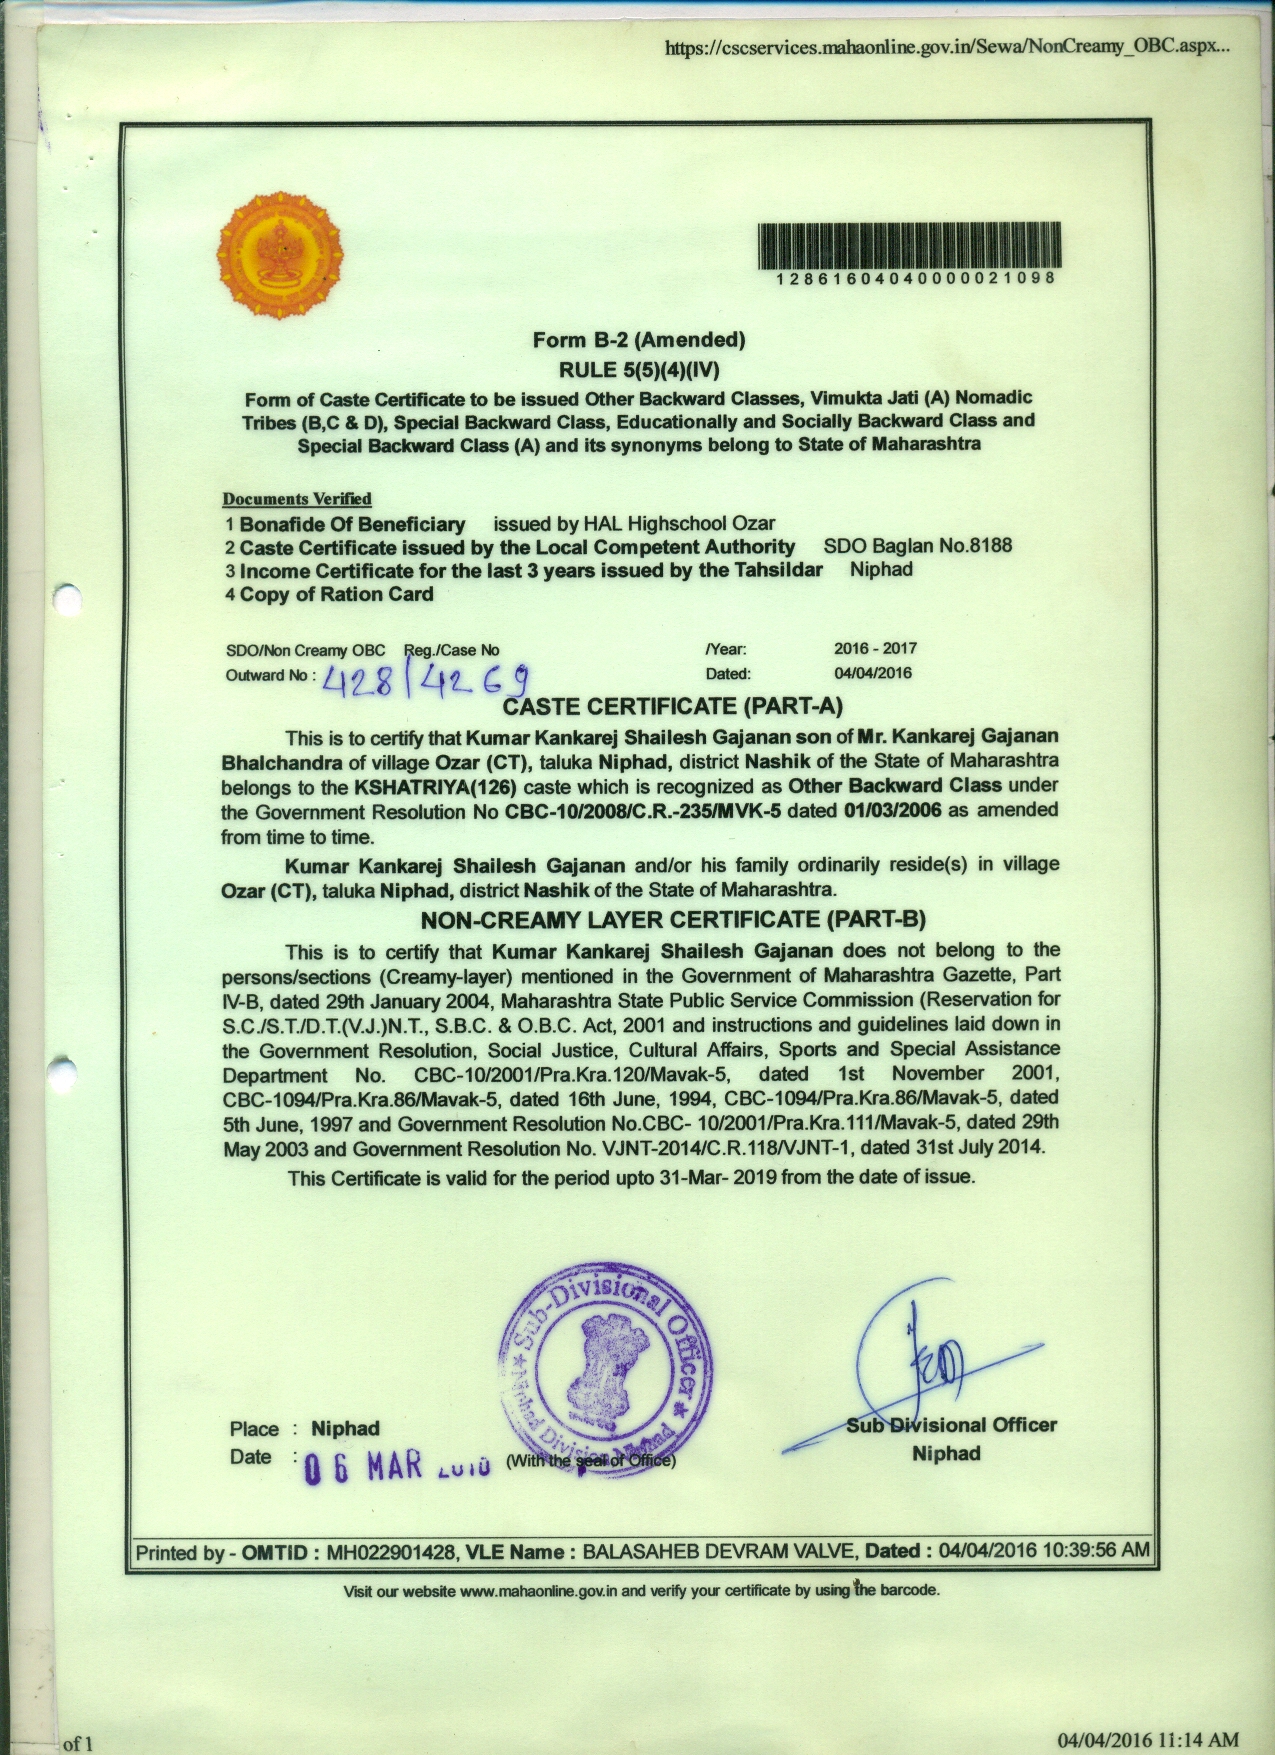 https://cscservices.mahaonline.gov.in/Sewa/NonCreamy_OBC.aspx...
12861604040000021098
Form B-2 (Amended)
RULE 5(5)(4)(IV)
Form of Caste Certificate to be issued Other Backward Classes, Vimukta Jati (A) Nomadic
Tribes (B,C & D), Special Backward Class, Educationally and Socially Backward Class and
Special Backward Class (A) and its synonyms belong to State of Maharashtra
Documents Verified
1 Bonafide Of Beneficiary issued by HAL Highschool Ozar
2 Caste Certificate issued by the Local Competent Authority SDO Baglan No.8188
3 Income Certificate for the last 3 years issued by the Tahsildar Niphad
4 Copy of Ration Card
SDO/Non Creamy OBC Reg./Case No /Year: 2016 - 2017
Outward No : 428/4269 Dated: 04/04/2016
CASTE CERTIFICATE (PART-A)
This is to certify that Kumar Kankarej Shailesh Gajanan son of Mr. Kankarej Gajanan
Bhalchandra of village Ozar (CT), taluka Niphad, district Nashik of the State of Maharashtra
belongs to the KSHATRIYA(126) caste which is recognized as Other Backward Class under
the Government Resolution No CBC-10/2008/C.R.-235/MVK-5 dated 01/03/2006 as amended
from time to time.
Kumar Kankarej Shailesh Gajanan and/or his family ordinarily reside(s) in village
Ozar (CT), taluka Niphad, district Nashik of the State of Maharashtra.
NON-CREAMY LAYER CERTIFICATE (PART-B)
This is to certify that Kumar Kankarej Shailesh Gajanan does not belong to the
persons/sections (Creamy-layer) mentioned in the Government of Maharashtra Gazette, Part
IV-B, dated 29th January 2004, Maharashtra State Public Service Commission (Reservation for
S.C./S.T./D.T.(V.J.)N.T., S.B.C. & O.B.C. Act, 2001 and instructions and guidelines laid down in
the Government Resolution, Social Justice, Cultural Affairs, Sports and Special Assistance
Department No. CBC-10/2001/Pra.Kra.120/Mavak-5, dated 1st November 2001,
CBC-1094/Pra.Kra.86/Mavak-5, dated 16th June, 1994, CBC-1094/Pra.Kra.86/Mavak-5, dated
5th June, 1997 and Government Resolution No.CBC- 10/2001/Pra.Kra.111/Mavak-5, dated 29th
May 2003 and Government Resolution No. VJNT-2014/C.R.118/VJNT-1, dated 31st July 2014.
This Certificate is valid for the period upto 31-Mar- 2019 from the date of issue.
Sub-Divisional Officer
Niphad Division Niphad
Place : Niphad
Date : 06 MAR
(With the seal of Office)
Sub Divisional Officer
Niphad
Printed by - OMTID : MH022901428, VLE Name : BALASAHEB DEVRAM VALVE, Dated : 04/04/2016 10:39:56 AM
Visit our website www.mahaonline.gov.in and verify your certificate by using the barcode.
of 1
04/04/2016 11:14 AM